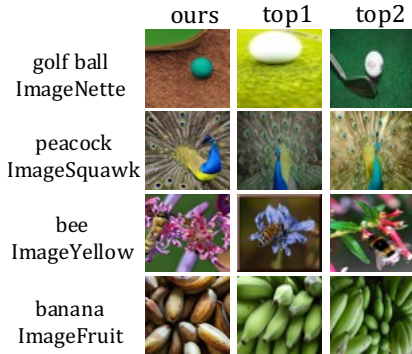 ours top1 top2
golf ball
ImageNette
peacock
ImageSquawk
bee
ImageYellow
banana
ImageFruit